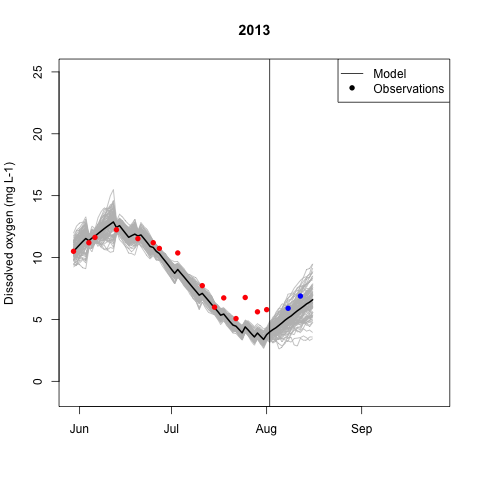 2013
Model
Observations
Dissolved oxygen (mg L-1)
25
20
15
10
5
0
Jun
Jul
Aug
Sep